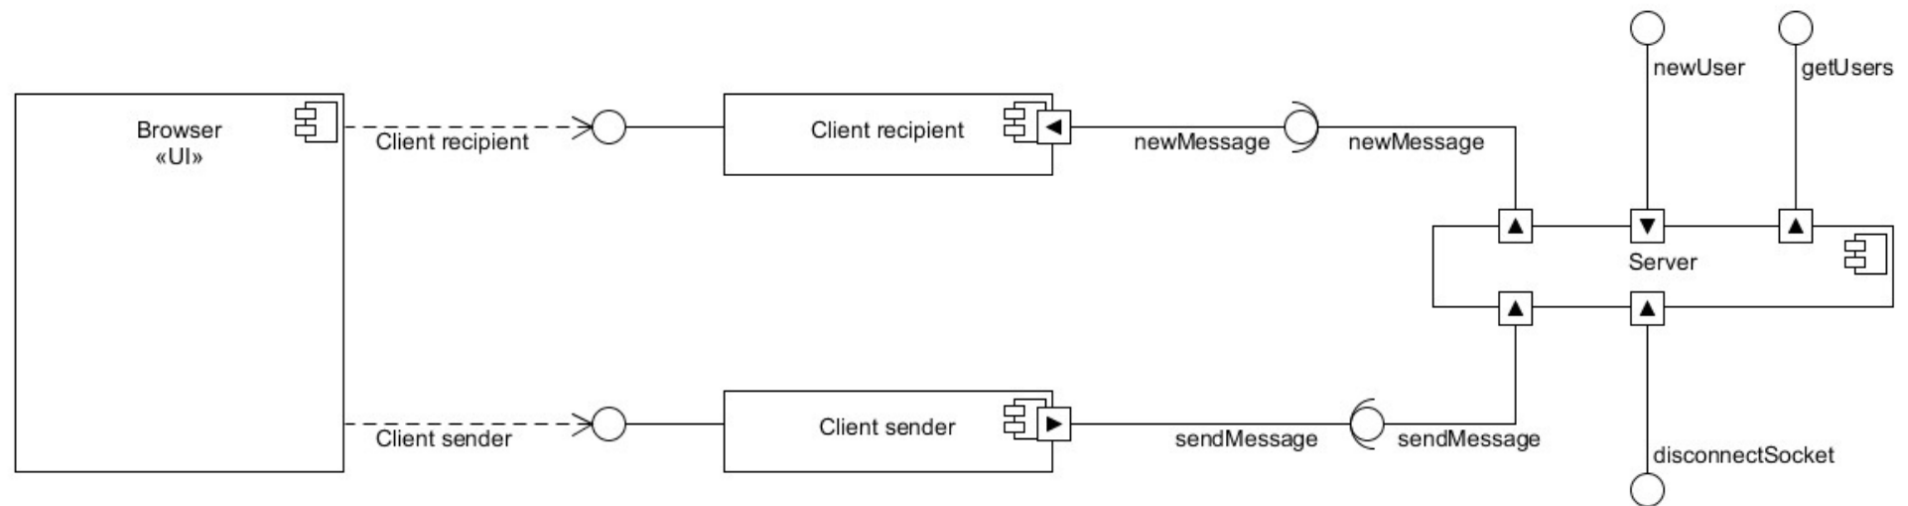 newUser
getUsers
Browser
«UI»
Client recipient
Client recipient
newMessage
newMessage
Server
Client sender
Client sender
sendMessage
sendMessage
disconnectSocket